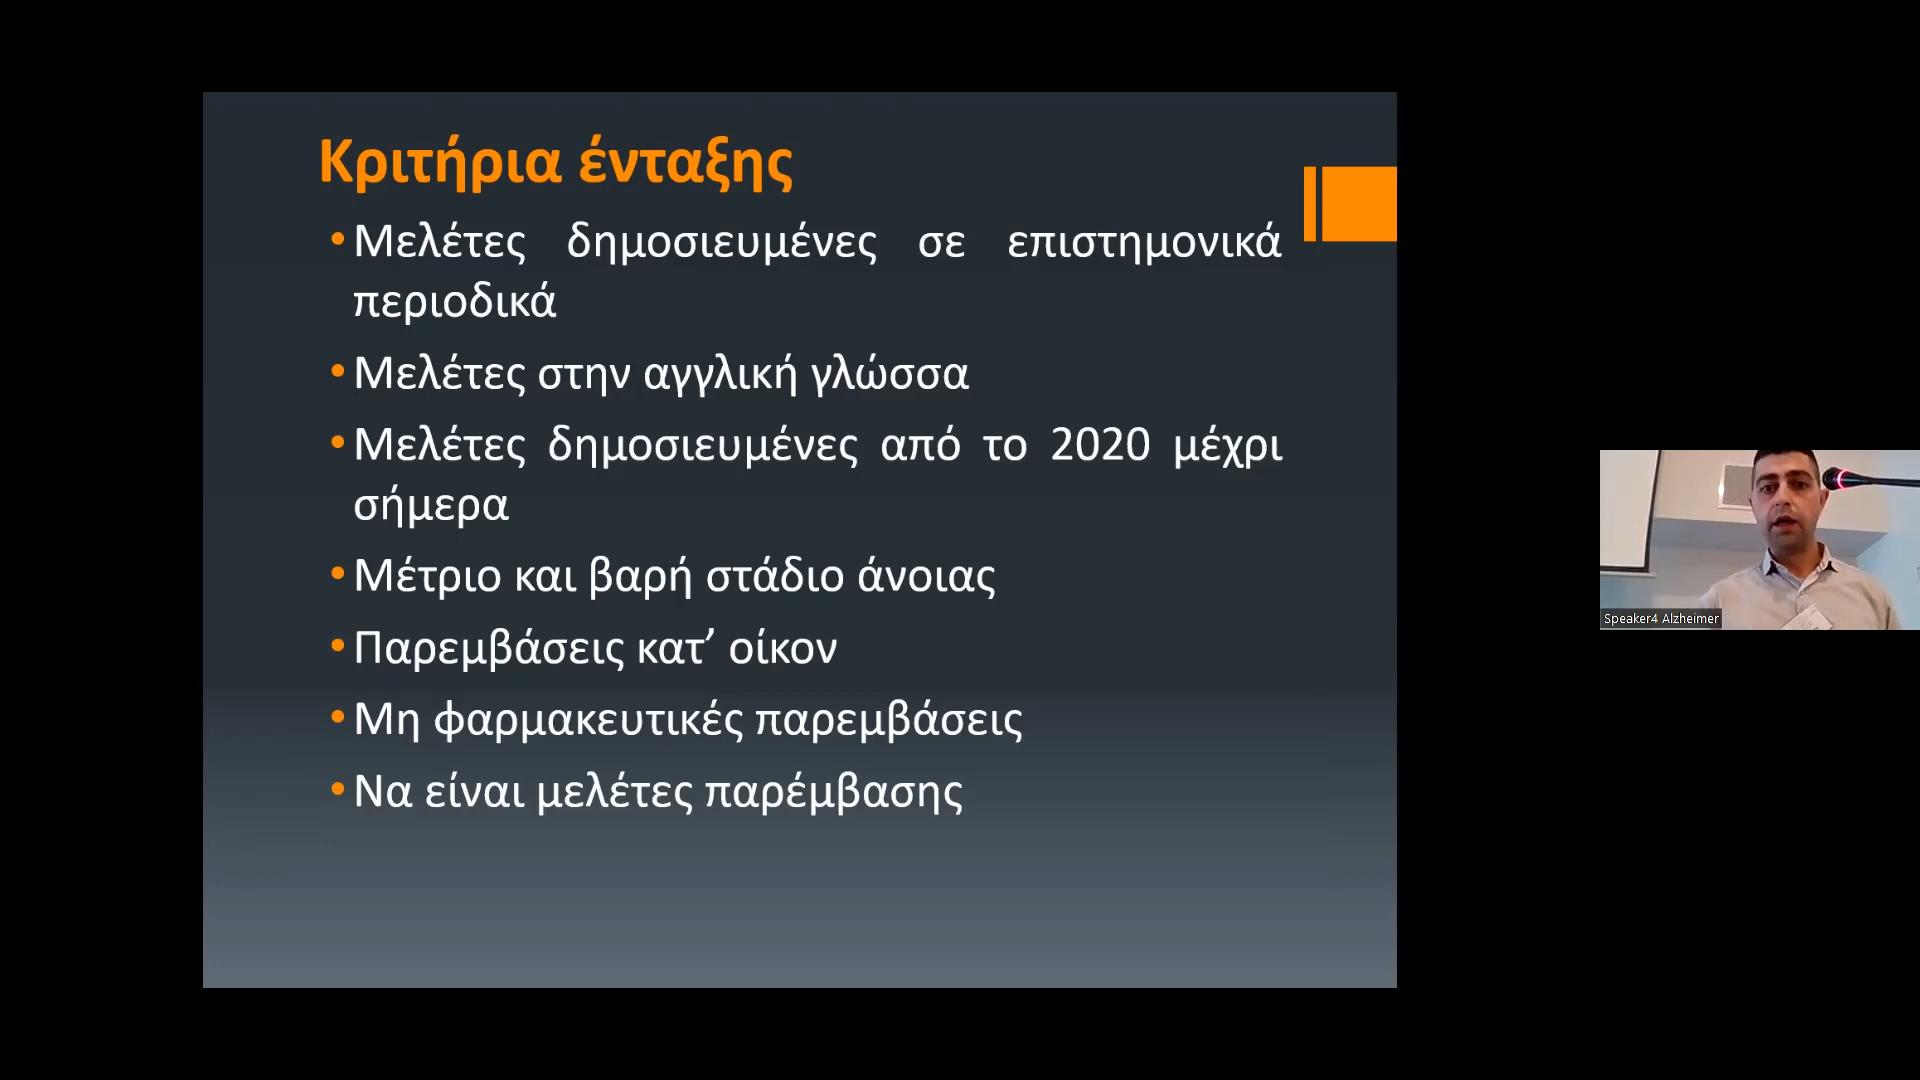 Κριτήρια ένταξης
•Μελέτες δημοσιευμένες σε επιστημονικά
περιοδικά
•Μελέτες στην αγγλική γλώσσα
•Μελέτες δημοσιευμένες από το 2020 μέχρι
σήμερα
•Μέτριο και βαρή στάδιο άνοιας
•Παρεμβάσεις κατ’ οίκον
•Μη φαρμακευτικές παρεμβάσεις
•Να είναι μελέτες παρέμβασης
Speaker4 Alzheimer